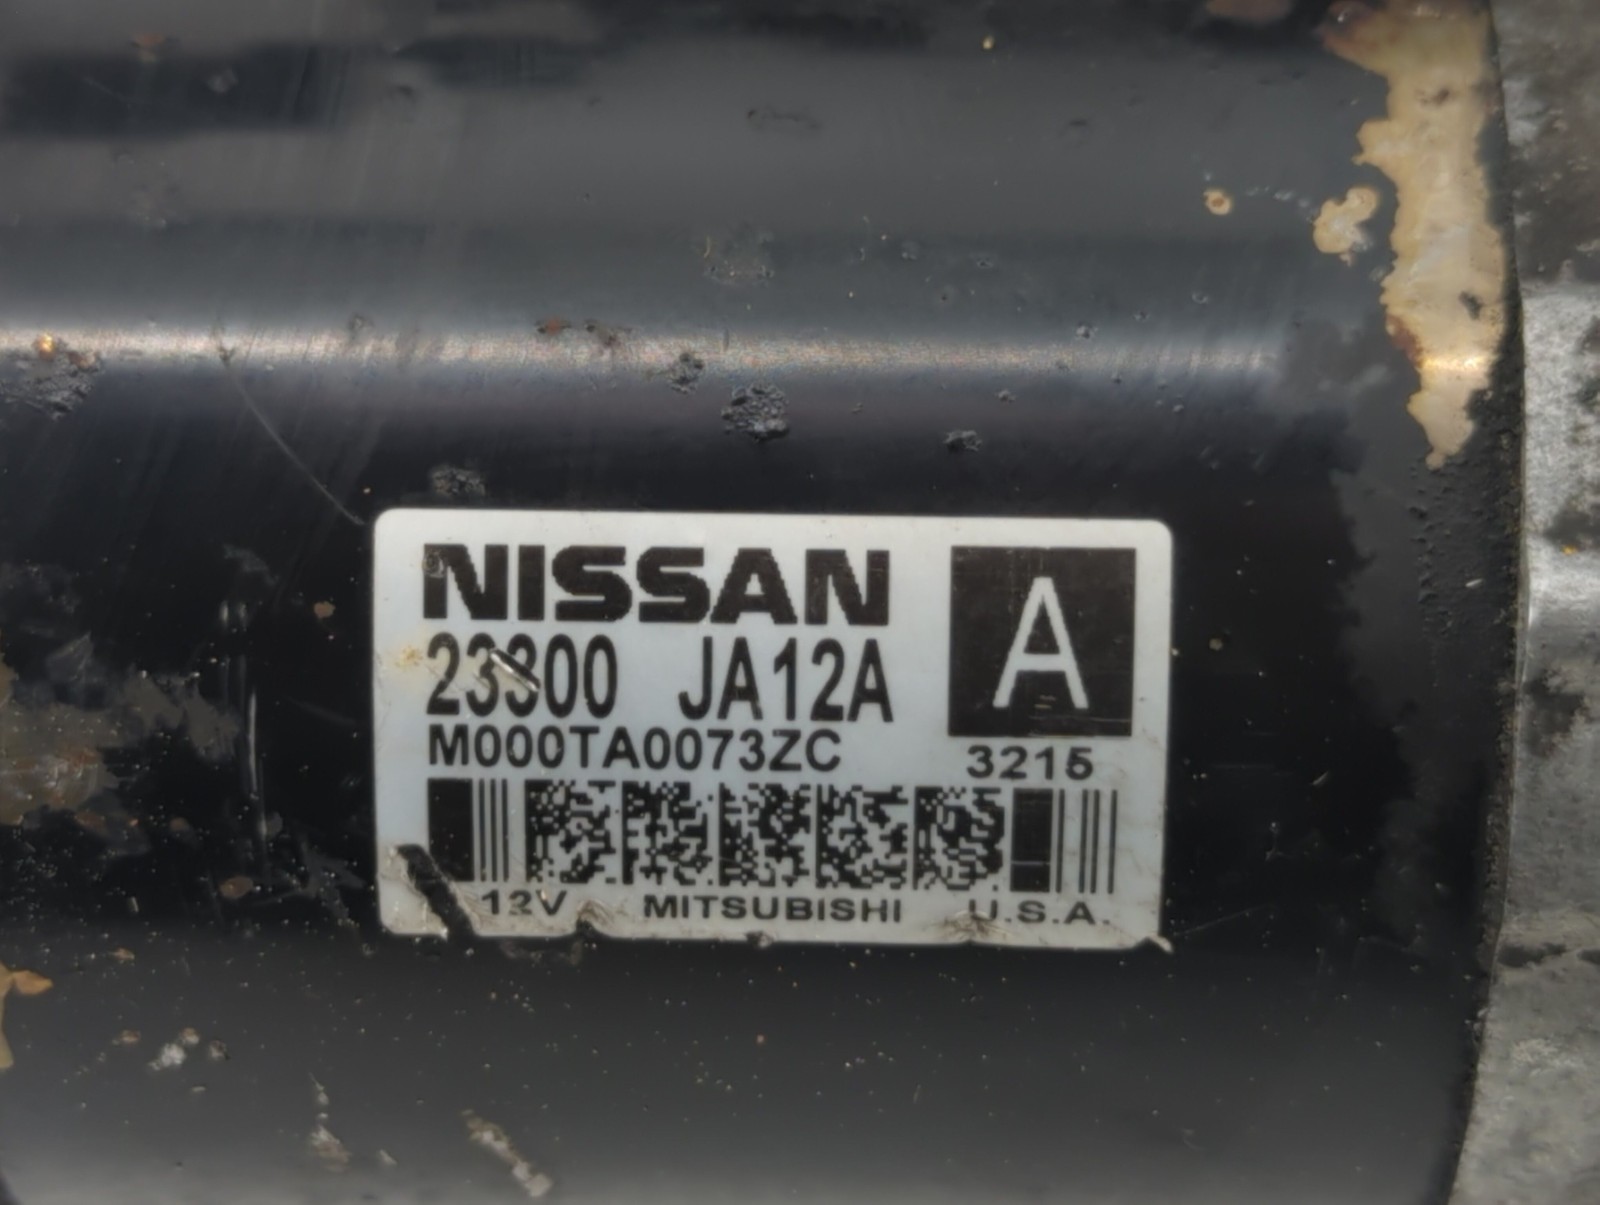 NISSAN
A
23300 JA12A
M000TA0073ZC
3215
12V MITSUBISHI U.S.A.